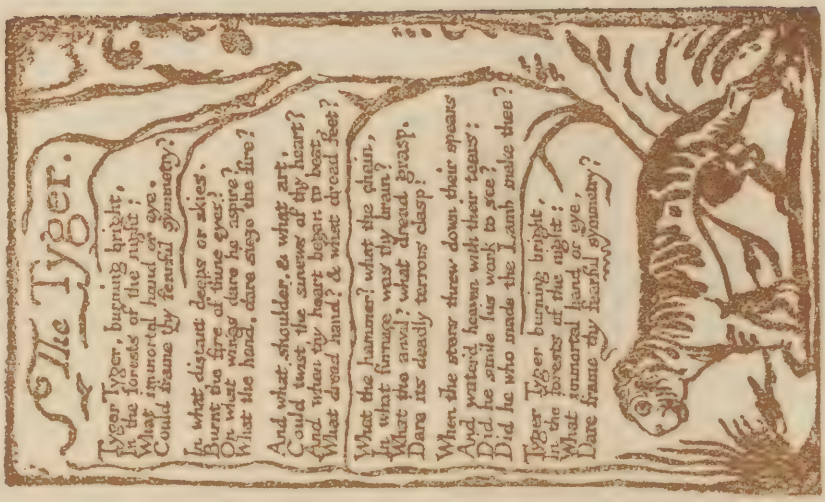 The Tyger.
Tyger Tyger, burning bright,
In the forests of the night;
What immortal hand or eye,
Could frame thy fearful symmetry?
In what distant deeps or skies.
Burnt the fire of thine eyes?
On what wings dare he aspire?
What the hand, dare sieze the fire?
And what shoulder, & what art,
Could twist the sinews of thy heart?
And when thy heart began to beat,
What dread hand? & what dread feet?
What the hammer? what the chain,
In what furnace was thy brain?
What the anvil? what dread grasp,
Dare its deadly terrors clasp!
When the stars threw down their spears
And water'd heaven with their tears:
Did he smile his work to see?
Did he who made the Lamb make thee?
Tyger Tyger burning bright,
In the forests of the night:
What immortal hand or eye,
Dare frame thy fearful symmetry?